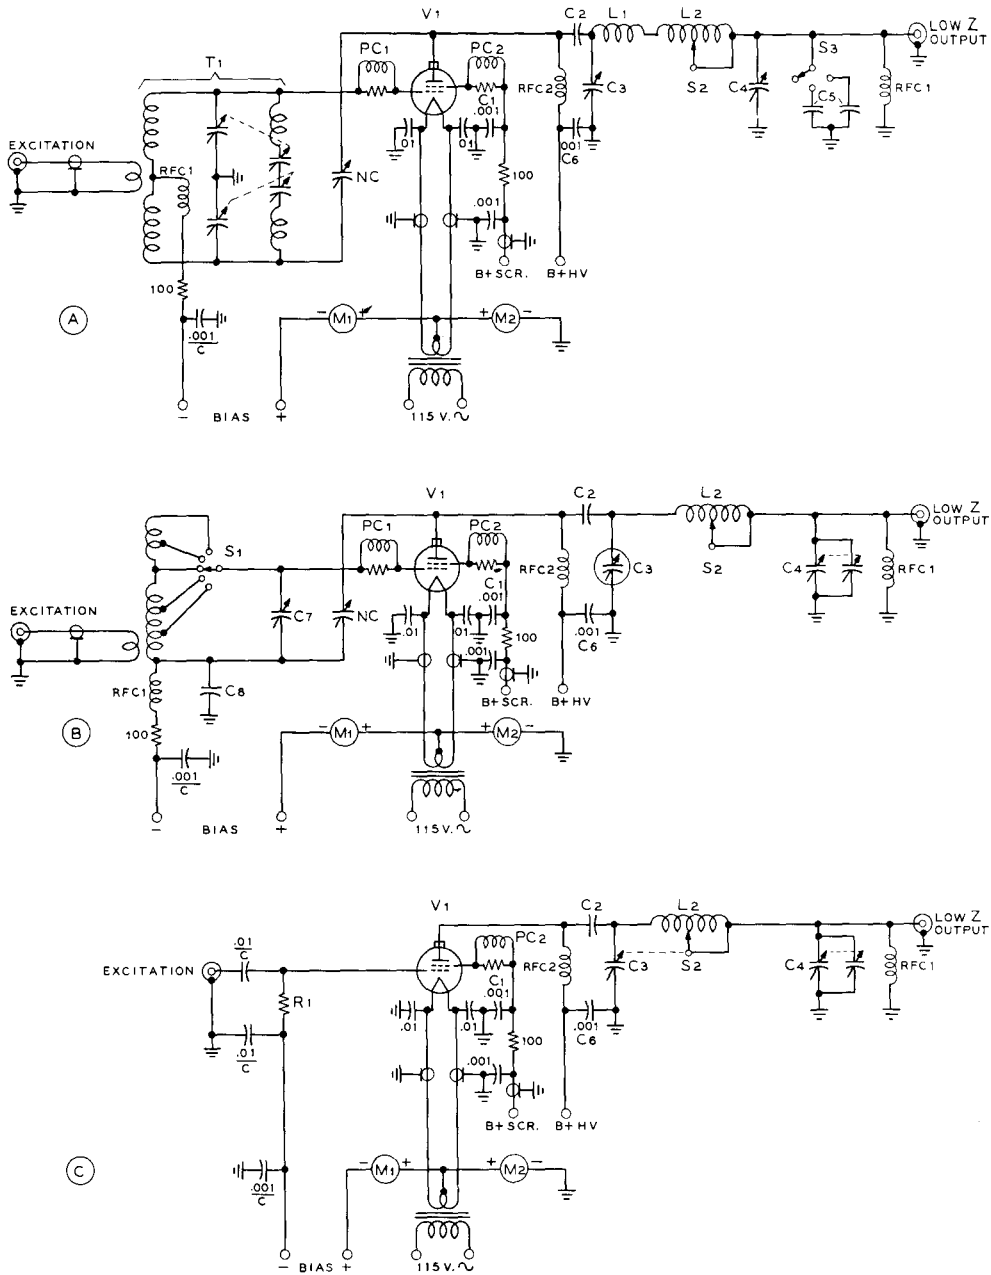 V1
C2
L1
L2
LOW Z
OUTPUT
T1
PC1
PC2
S3
S2
C3
C4
C5
RFC2
RFC1
C1
.001
.01
.01
.001
C6
EXCITATION
RFC1
NC
100
.001
100
B+SCR.
B+HV
A
.001
C
− M1 +
+ M2 −
− BIAS +
115 V. ~
V1
C2
L2
LOW Z
OUTPUT
PC1
PC2
S1
S2
C3
C4
RFC2
RFC1
C1
.001
EXCITATION
C7
NC
.01
.01
.001
C6
100
.001
RFC1
C8
B+SCR.
B+HV
B
100
.001
C
− M1 +
+ M2 −
− BIAS +
115 V. ~
V1
C2
L2
LOW Z
OUTPUT
PC2
.01
C
EXCITATION
RFC2
C3
S2
C4
RFC1
C1
.001
R1
.01
.01
.001
C6
.01
C
100
.001
B+SCR.
B+HV
C
.001
C
− M1 +
+ M2 −
− BIAS +
115 V. ~